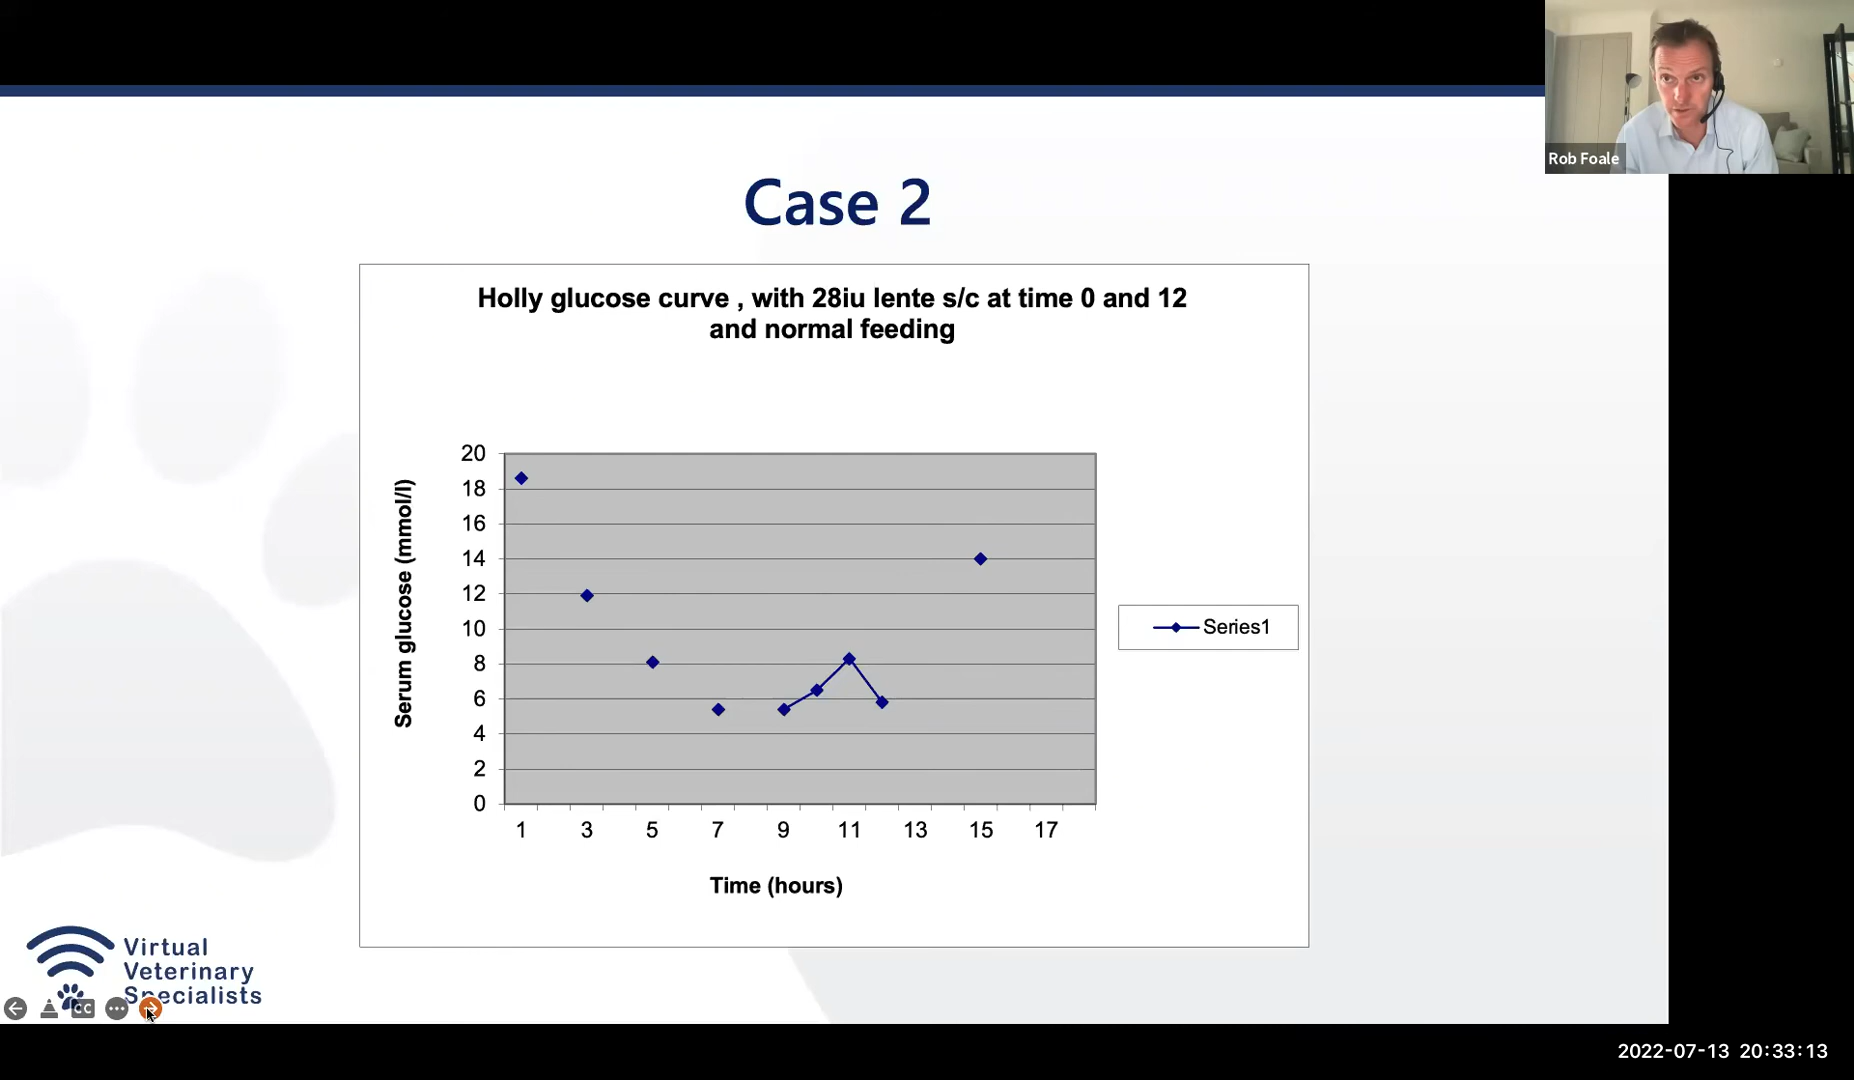 Rob Foale
Case 2
Holly glucose curve , with 28iu lente s/c at time 0 and 12
and normal feeding
Serum glucose (mmol/l)
20
18
16
14
12
10
8
6
4
2
0
1 3 5 7 9 11 13 15 17
Time (hours)
Series1
Virtual
Veterinary
Specialists
CC
2022-07-13 20:33:13